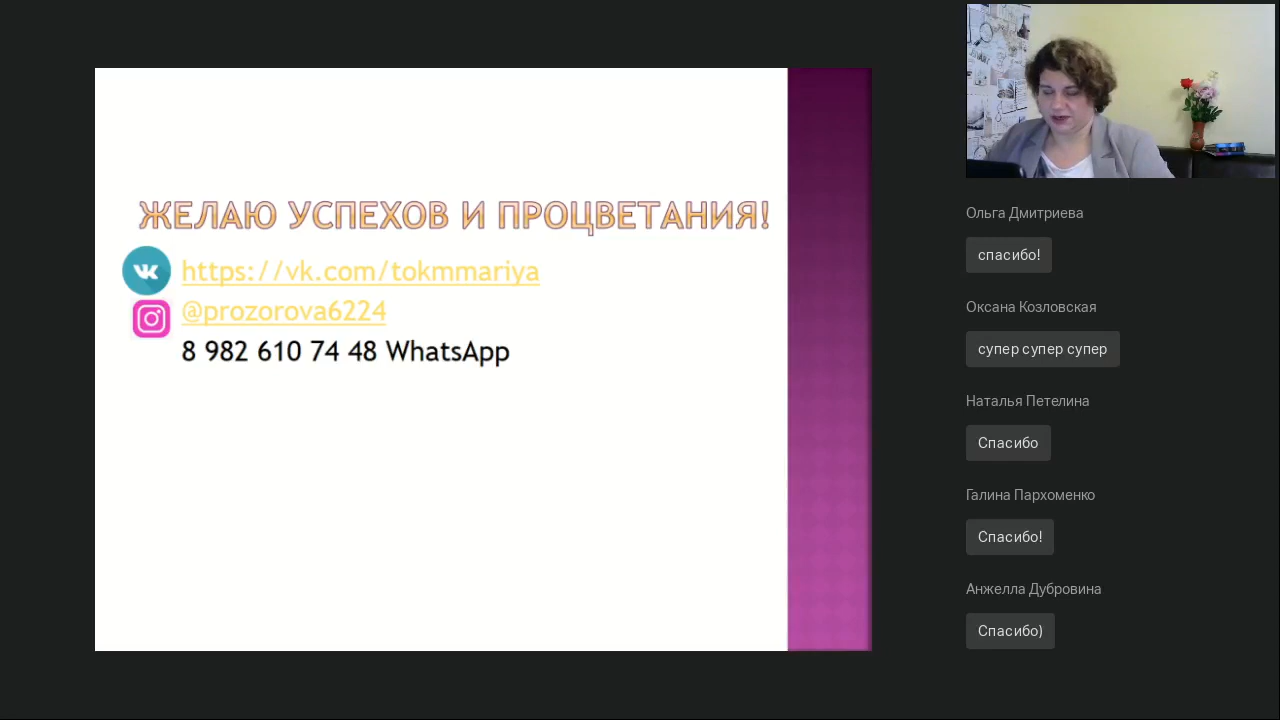 ЖЕЛАЮ УСПЕХОВ И ПРОЦВЕТАНИЯ!
https://vk.com/tokmmariya
@prozorova6224
8 982 610 74 48 WhatsApp
Ольга Дмитриева
спасибо!
Оксана Козловская
супер супер супер
Наталья Петелина
Спасибо
Галина Пархоменко
Спасибо!
Анжелла Дубровина
Спасибо)